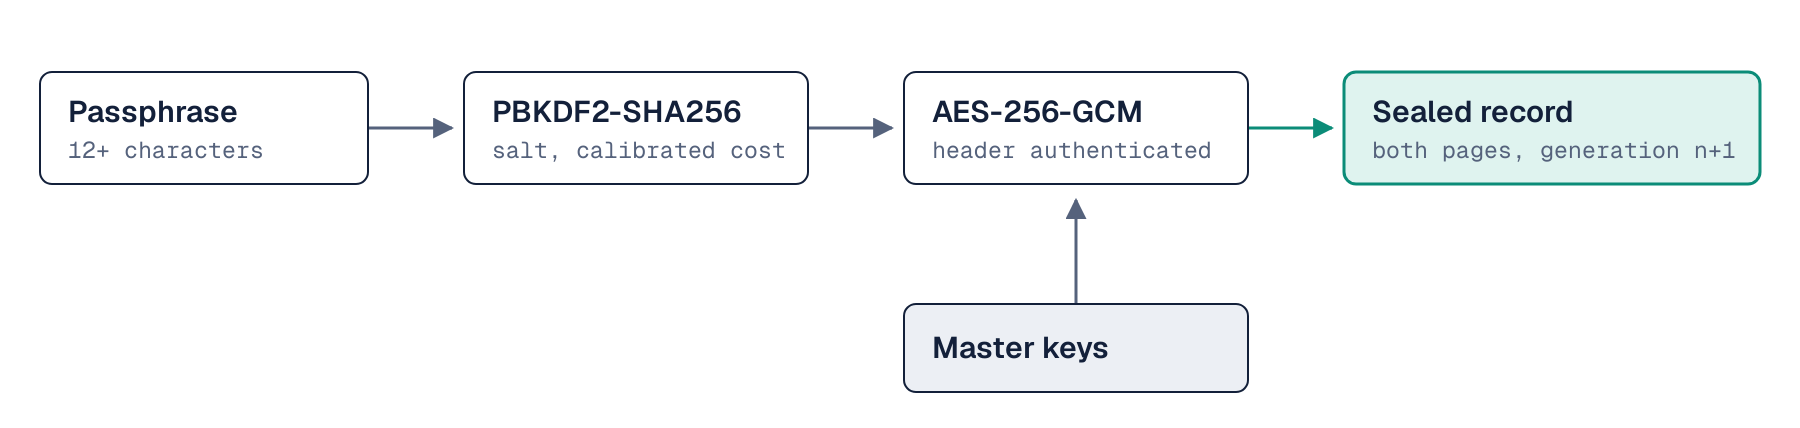 Passphrase
12+ characters
PBKDF2-SHA256
salt, calibrated cost
AES-256-GCM
header authenticated
Sealed record
both pages, generation n+1
Master keys